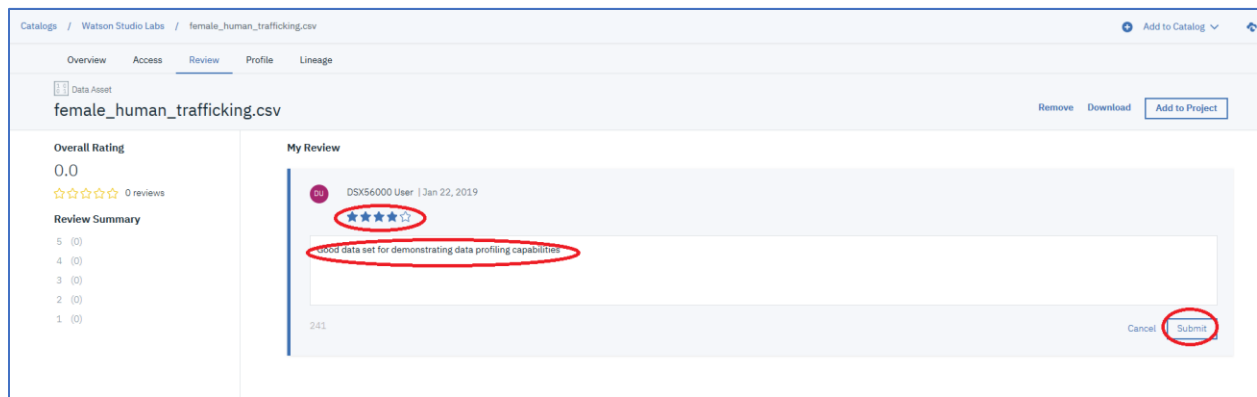 Catalogs / Watson Studio Labs / female_human_trafficking.csv Add to Catalog
Overview Access Review Profile Lineage
Data Asset
female_human_trafficking.csv Remove Download Add to Project
Overall Rating
0.0
0 reviews
Review Summary
5 (0)
4 (0)
3 (0)
2 (0)
1 (0)
My Review
DU DSX56000 User | Jan 22, 2019
Good data set for demonstrating data profiling capabilities
241 Cancel Submit